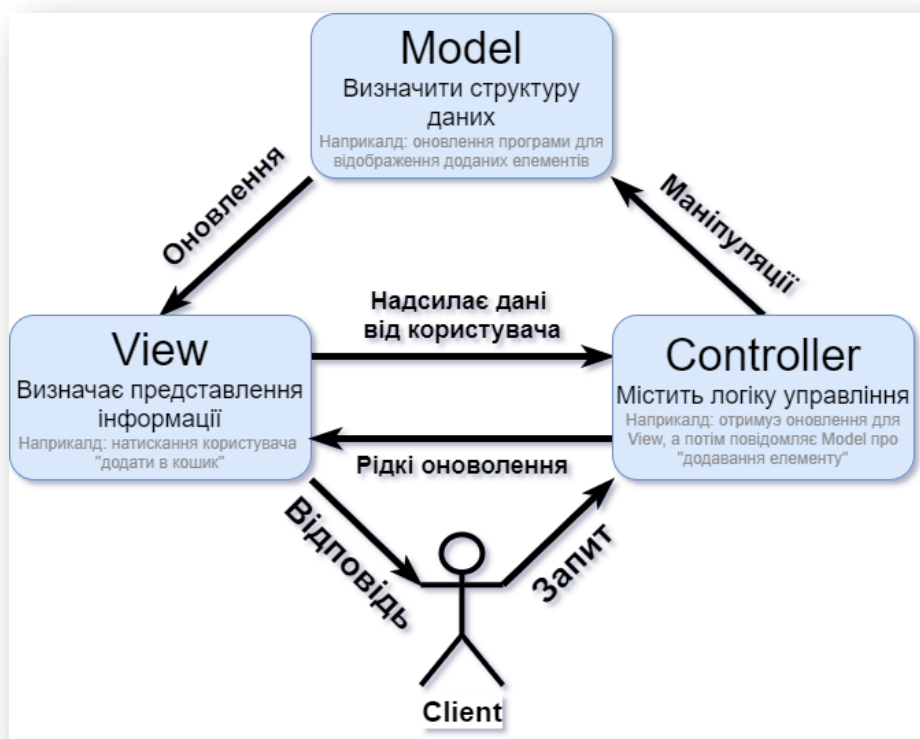 Model
Визначити структуру
даних
Наприкалд: оновлення програми для
відображення доданих елементів
Оновлення
Маніпуляції
Надсилає дані
від користувача
View
Визначає представлення
інформації
Наприкалд: натискання користувача
"додати в кошик"
Controller
Містить логіку управління
Наприкалд: отримуэ оновлення для
View, а потім повідомляє Model про
"додавання елементу"
Рідкі оноволення
Відповідь
Запит
Client